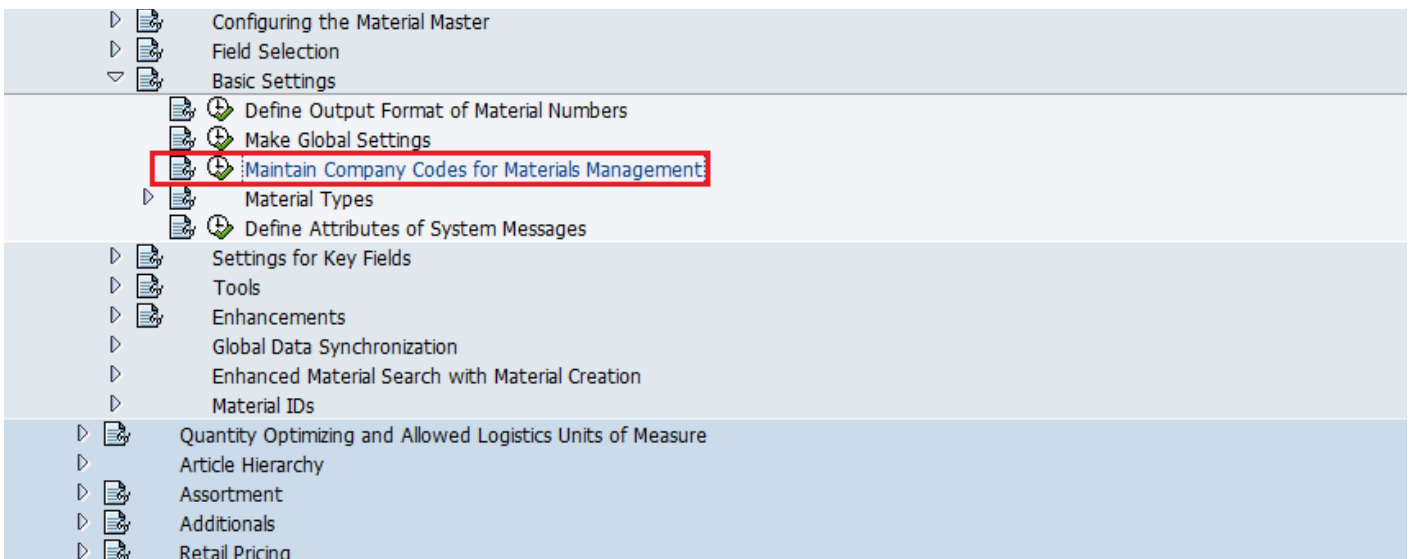 Configuring the Material Master
Field Selection
Basic Settings
Define Output Format of Material Numbers
Make Global Settings
Maintain Company Codes for Materials Management
Material Types
Define Attributes of System Messages
Settings for Key Fields
Tools
Enhancements
Global Data Synchronization
Enhanced Material Search with Material Creation
Material IDs
Quantity Optimizing and Allowed Logistics Units of Measure
Article Hierarchy
Assortment
Additionals
Retail Pricing